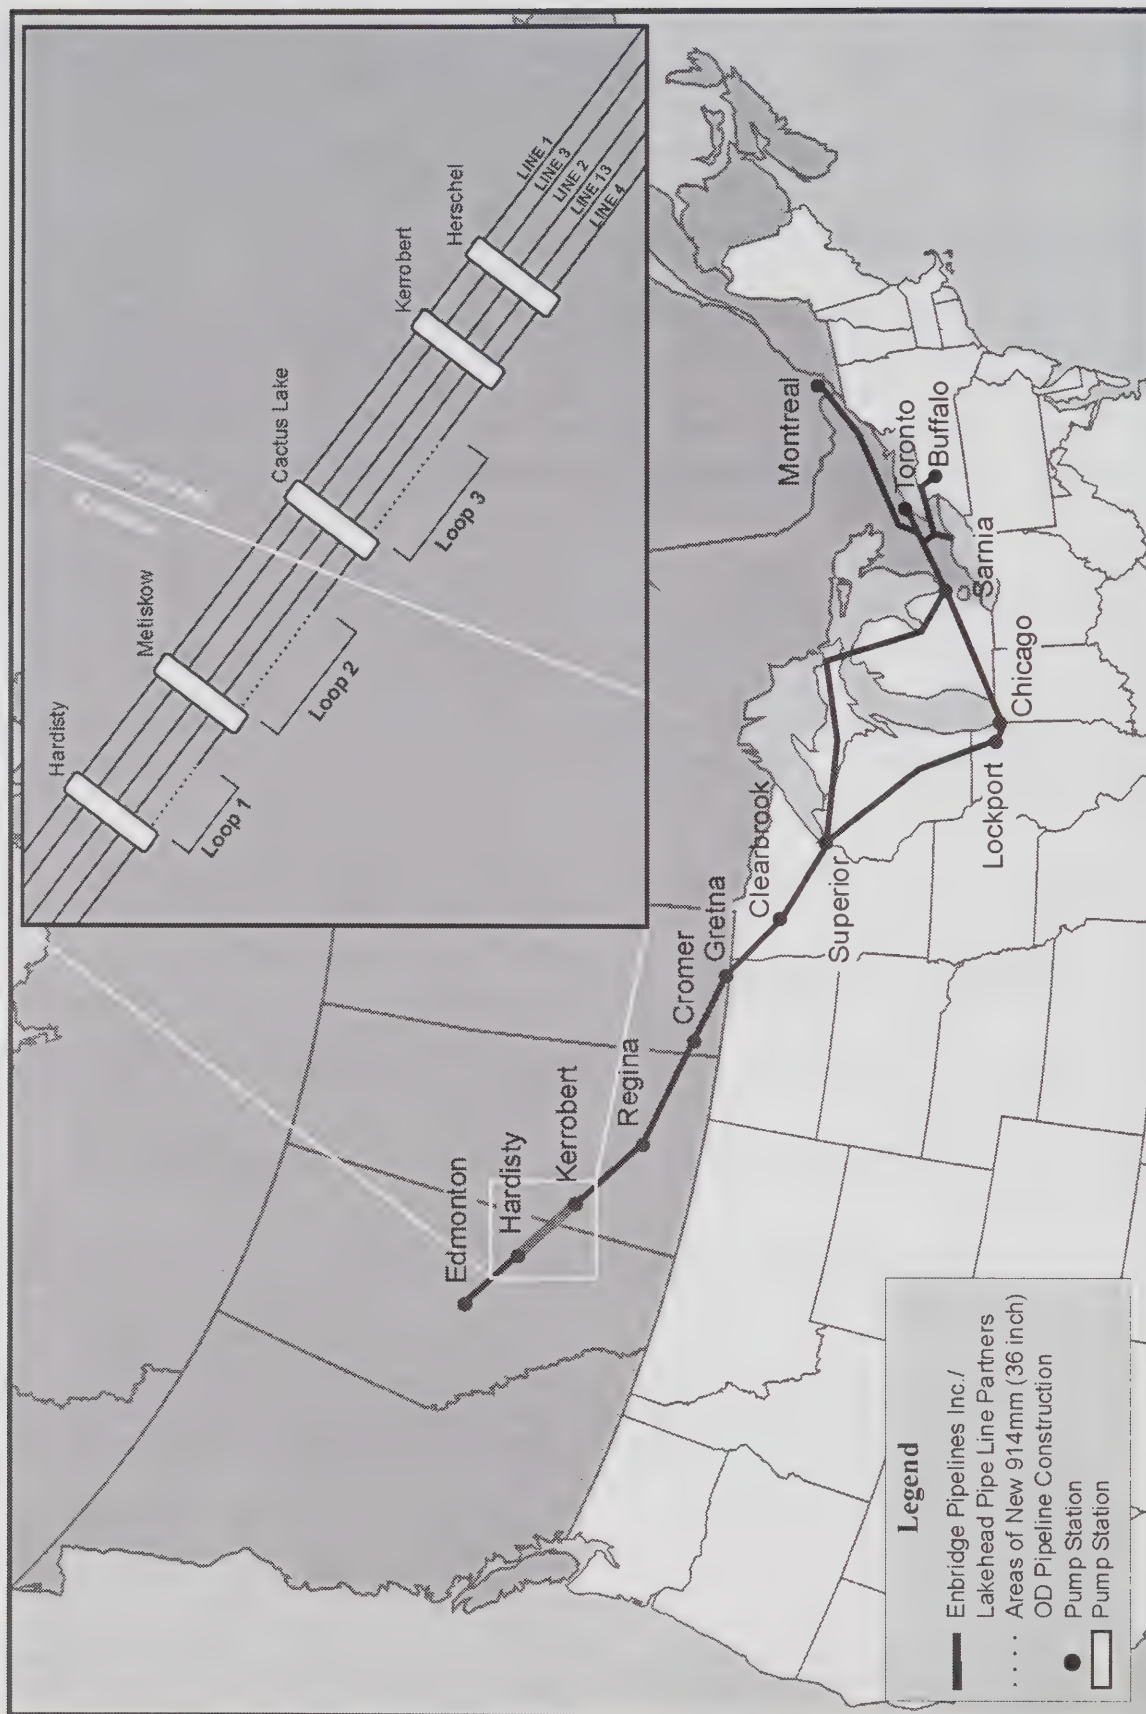 Hardisty
Metiskow
Cactus Lake
Kerrobert
Herschel
LINE 1
LINE 3
LINE 2
LINE 13
LINE 4
Loop 1
Loop 2
Loop 3
Edmonton
Hardisty
Kerrobert
Regina
Cromer
Gretna
Clearbrook
Superior
Lockport
Chicago
Sarnia
Toronto
Buffalo
Montreal
Legend
Enbridge Pipelines Inc./
Lakehead Pipe Line Partners
Areas of New 914mm (36 inch)
OD Pipeline Construction
Pump Station
Pump Station